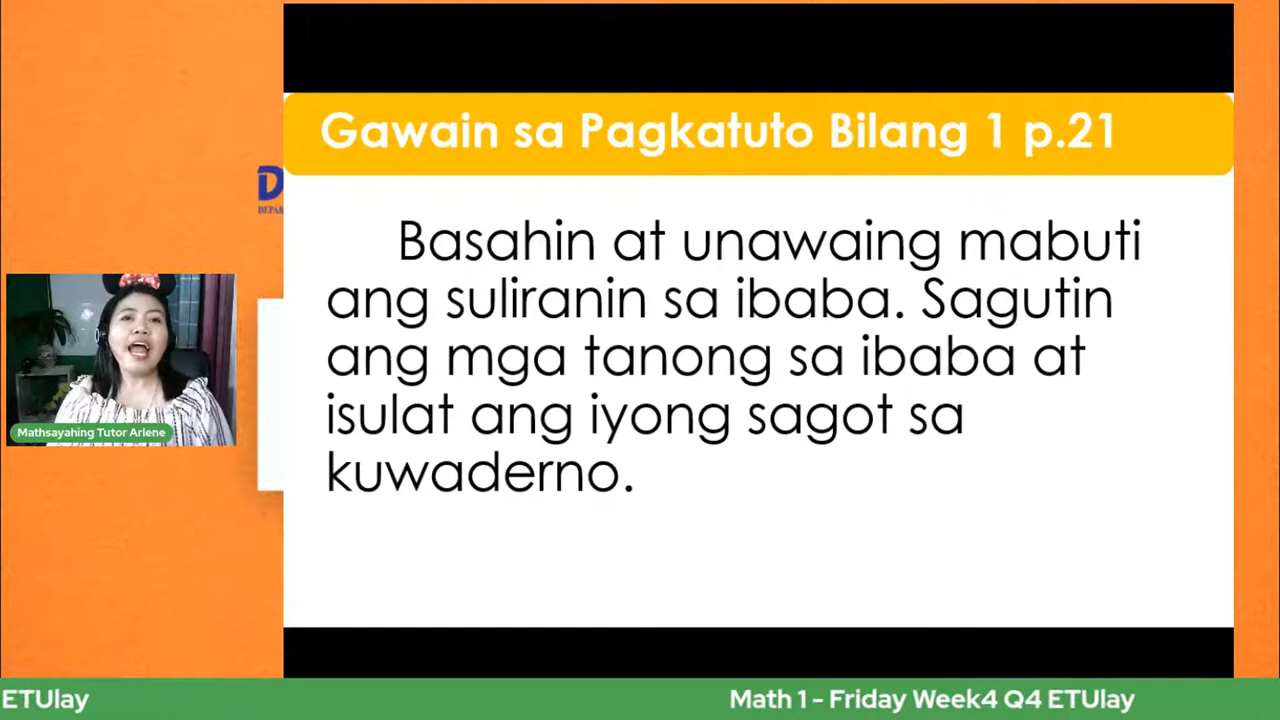 Gawain sa Pagkatuto Bilang 1 p.21
Basahin at unawaing mabuti
ang suliranin sa ibaba. Sagutin
ang mga tanong sa ibaba at
isulat ang iyong sagot sa
kuwaderno.
D
DEPAR
Mathsayahing Tutor Arlene
ETUlay
Math 1 - Friday Week4 Q4 ETUlay